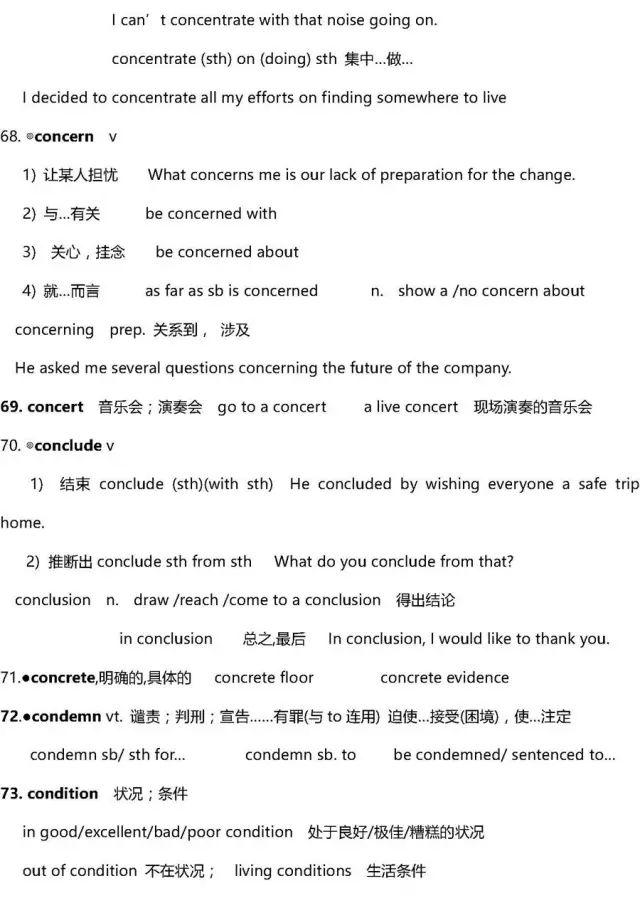 I can't concentrate with that noise going on.
concentrate (sth) on (doing) sth 集中…做…
I decided to concentrate all my efforts on finding somewhere to live
68. ⊙concern v
1) 让某人担忧 What concerns me is our lack of preparation for the change.
2) 与…有关 be concerned with
3) 关心，挂念 be concerned about
4) 就…而言 as far as sb is concerned n. show a /no concern about
concerning prep. 关系到， 涉及
He asked me several questions concerning the future of the company.
69. concert 音乐会；演奏会 go to a concert a live concert 现场演奏的音乐会
70. ⊙conclude v
1) 结束 conclude (sth)(with sth) He concluded by wishing everyone a safe trip
home.
2) 推断出 conclude sth from sth What do you conclude from that?
conclusion n. draw /reach /come to a conclusion 得出结论
in conclusion 总之,最后 In conclusion, I would like to thank you.
71.●concrete,明确的,具体的 concrete floor concrete evidence
72.●condemn vt. 谴责；判刑；宣告……有罪(与 to 连用) 迫使…接受(困境)，使…注定
condemn sb/ sth for… condemn sb. to be condemned/ sentenced to…
73. condition 状况；条件
in good/excellent/bad/poor condition 处于良好/极佳/糟糕的状况
out of condition 不在状况； living conditions 生活条件